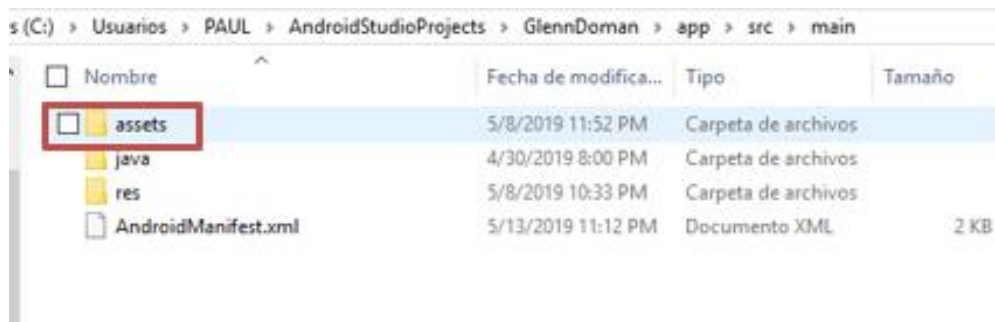 s (C:) > Usuarios > PAUL > AndroidStudioProjects > GlennDoman > app > src > main
Nombre Fecha de modifica... Tipo Tamaño
assets 5/8/2019 11:52 PM Carpeta de archivos
java 4/30/2019 8:00 PM Carpeta de archivos
res 5/8/2019 10:33 PM Carpeta de archivos
AndroidManifest.xml 5/13/2019 11:12 PM Documento XML 2 KB